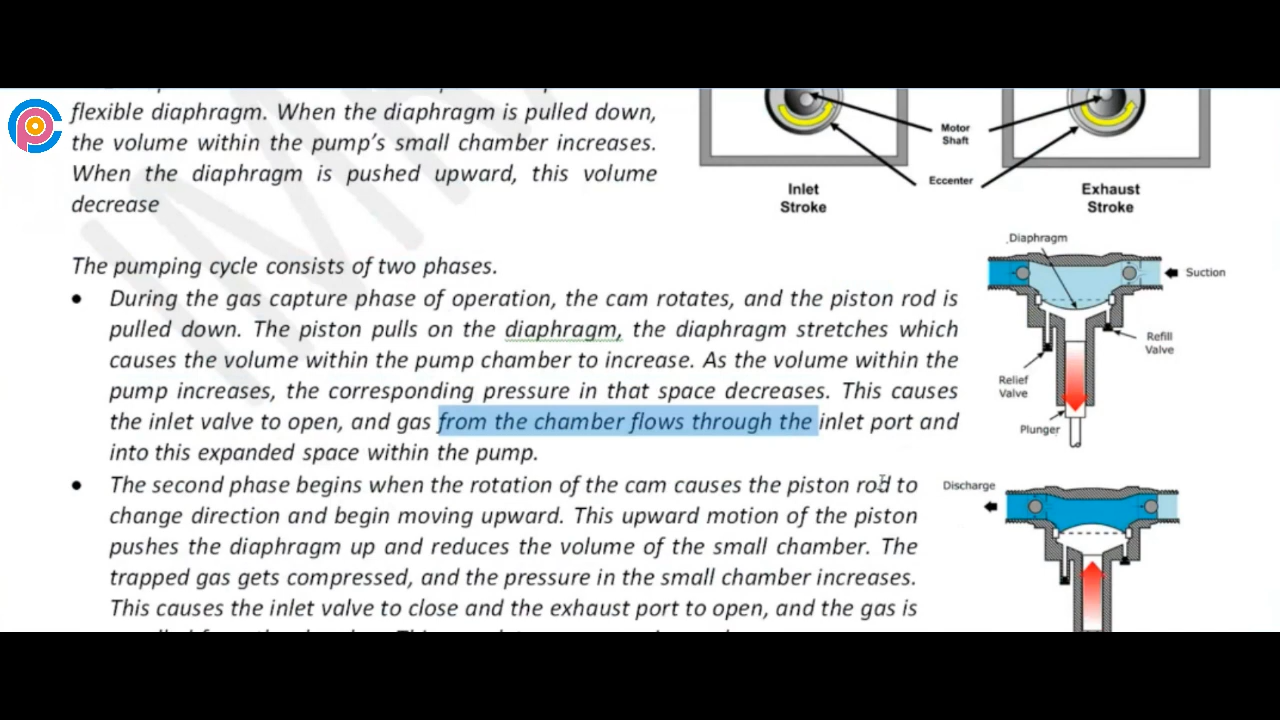 flexible diaphragm. When the diaphragm is pulled down,
the volume within the pump's small chamber increases.
When the diaphragm is pushed upward, this volume
decrease
Motor
Shaft
Eccenter
Inlet
Stroke
Exhaust
Stroke
The pumping cycle consists of two phases.
• During the gas capture phase of operation, the cam rotates, and the piston rod is
pulled down. The piston pulls on the diaphragm, the diaphragm stretches which
causes the volume within the pump chamber to increase. As the volume within the
pump increases, the corresponding pressure in that space decreases. This causes
the inlet valve to open, and gas from the chamber flows through the inlet port and
into this expanded space within the pump.
• The second phase begins when the rotation of the cam causes the piston rod to
change direction and begin moving upward. This upward motion of the piston
pushes the diaphragm up and reduces the volume of the small chamber. The
trapped gas gets compressed, and the pressure in the small chamber increases.
This causes the inlet valve to close and the exhaust port to open, and the gas is
Diaphragm
Suction
Refill
Valve
Relief
Valve
Plunger
Discharge